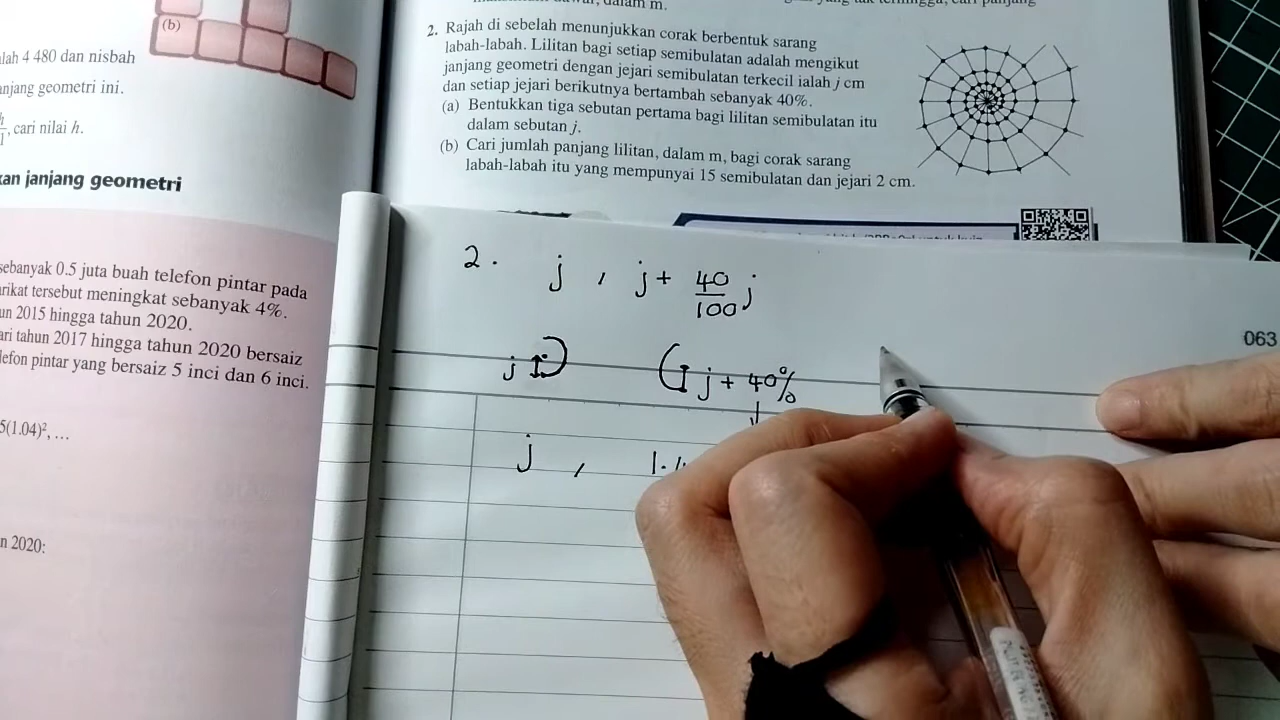 (b)
4 480 dan nisbah
anjang geometri ini.
cari nilai h.
kan janjang geometri
sebanyak 0.5 juta buah telefon pintar pada
tersebut meningkat sebanyak 4%.
2015 hingga tahun 2020.
tahun 2017 hingga tahun 2020 bersaiz
pintar yang bersaiz 5 inci dan 6 inci.
5(1.04)², …
n 2020:
dalam m.
2. Rajah di sebelah menunjukkan corak berbentuk sarang
labah-labah. Lilitan bagi setiap semibulatan adalah mengikut
janjang geometri dengan jejari semibulatan terkecil ialah j cm
dan setiap jejari berikutnya bertambah sebanyak 40%.
(a) Bentukkan tiga sebutan pertama bagi lilitan semibulatan itu
dalam sebutan j.
(b) Cari jumlah panjang lilitan, dalam m, bagi corak sarang
labah-labah itu yang mempunyai 15 semibulatan dan jejari 2 cm.
2. j , j + 40/100 j
j + 40%
j ,
063